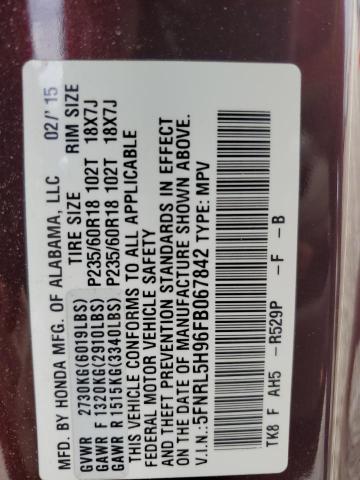 MFG. BY HONDA MFG. OF ALABAMA, LLC 02/'15
TIRE SIZE RIM SIZE
GVWR 2730KG(6019LBS)
GAWR F 1320KG(2910LBS) P235/60R18 102T 18X7J
GAWR R 1515KG(3340LBS) P235/60R18 102T 18X7J
THIS VEHICLE CONFORMS TO ALL APPLICABLE
FEDERAL MOTOR VEHICLE SAFETY
AND THEFT PREVENTION STANDARDS IN EFFECT
ON THE DATE OF MANUFACTURE SHOWN ABOVE.
V.I.N.:5FNRL5H96FB067842 TYPE: MPV
TK8 F AH5 - R529P -F -B